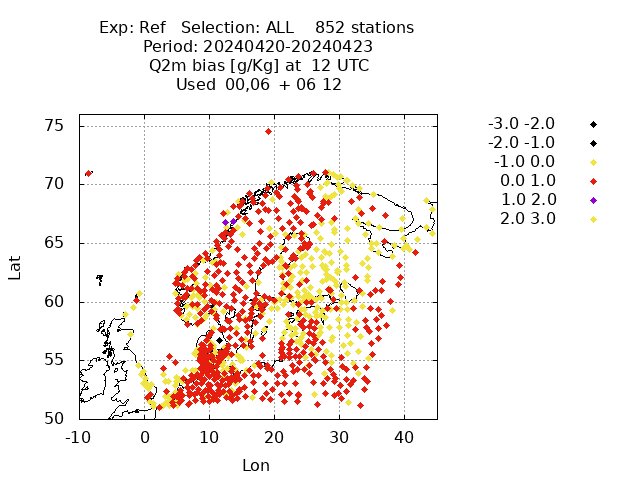 Exp: Ref   Selection: ALL    852 stations
Period: 20240420-20240423
Q2m bias [g/Kg] at  12 UTC
Used  00,06  + 06 12
-3.0 -2.0
-2.0 -1.0
-1.0 0.0
0.0 1.0
1.0 2.0
2.0 3.0
75
70
65
60
55
50
Lat
-10 0 10 20 30 40
Lon